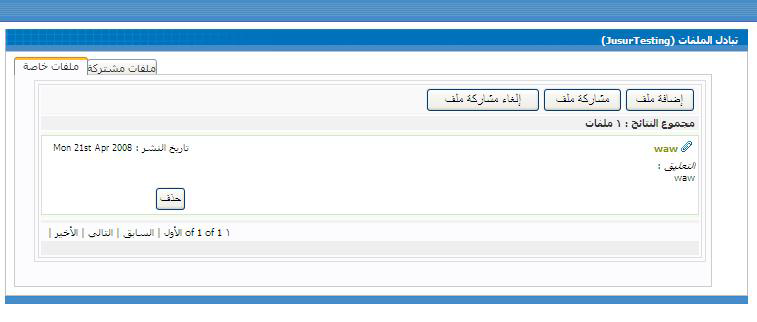 تبادل الملفات (JusurTesting)
ملفات خاصة
ملفات مشتركة
إضافة ملف
مشاركة ملف
إلغاء مشاركة ملف
مجموع النتائج : ١ ملفات
waw
تاريخ النشر : Mon 21st Apr 2008
التعليق :
waw
حذف
١ of 1 of 1 الأول | السابق | التالي | الأخير |